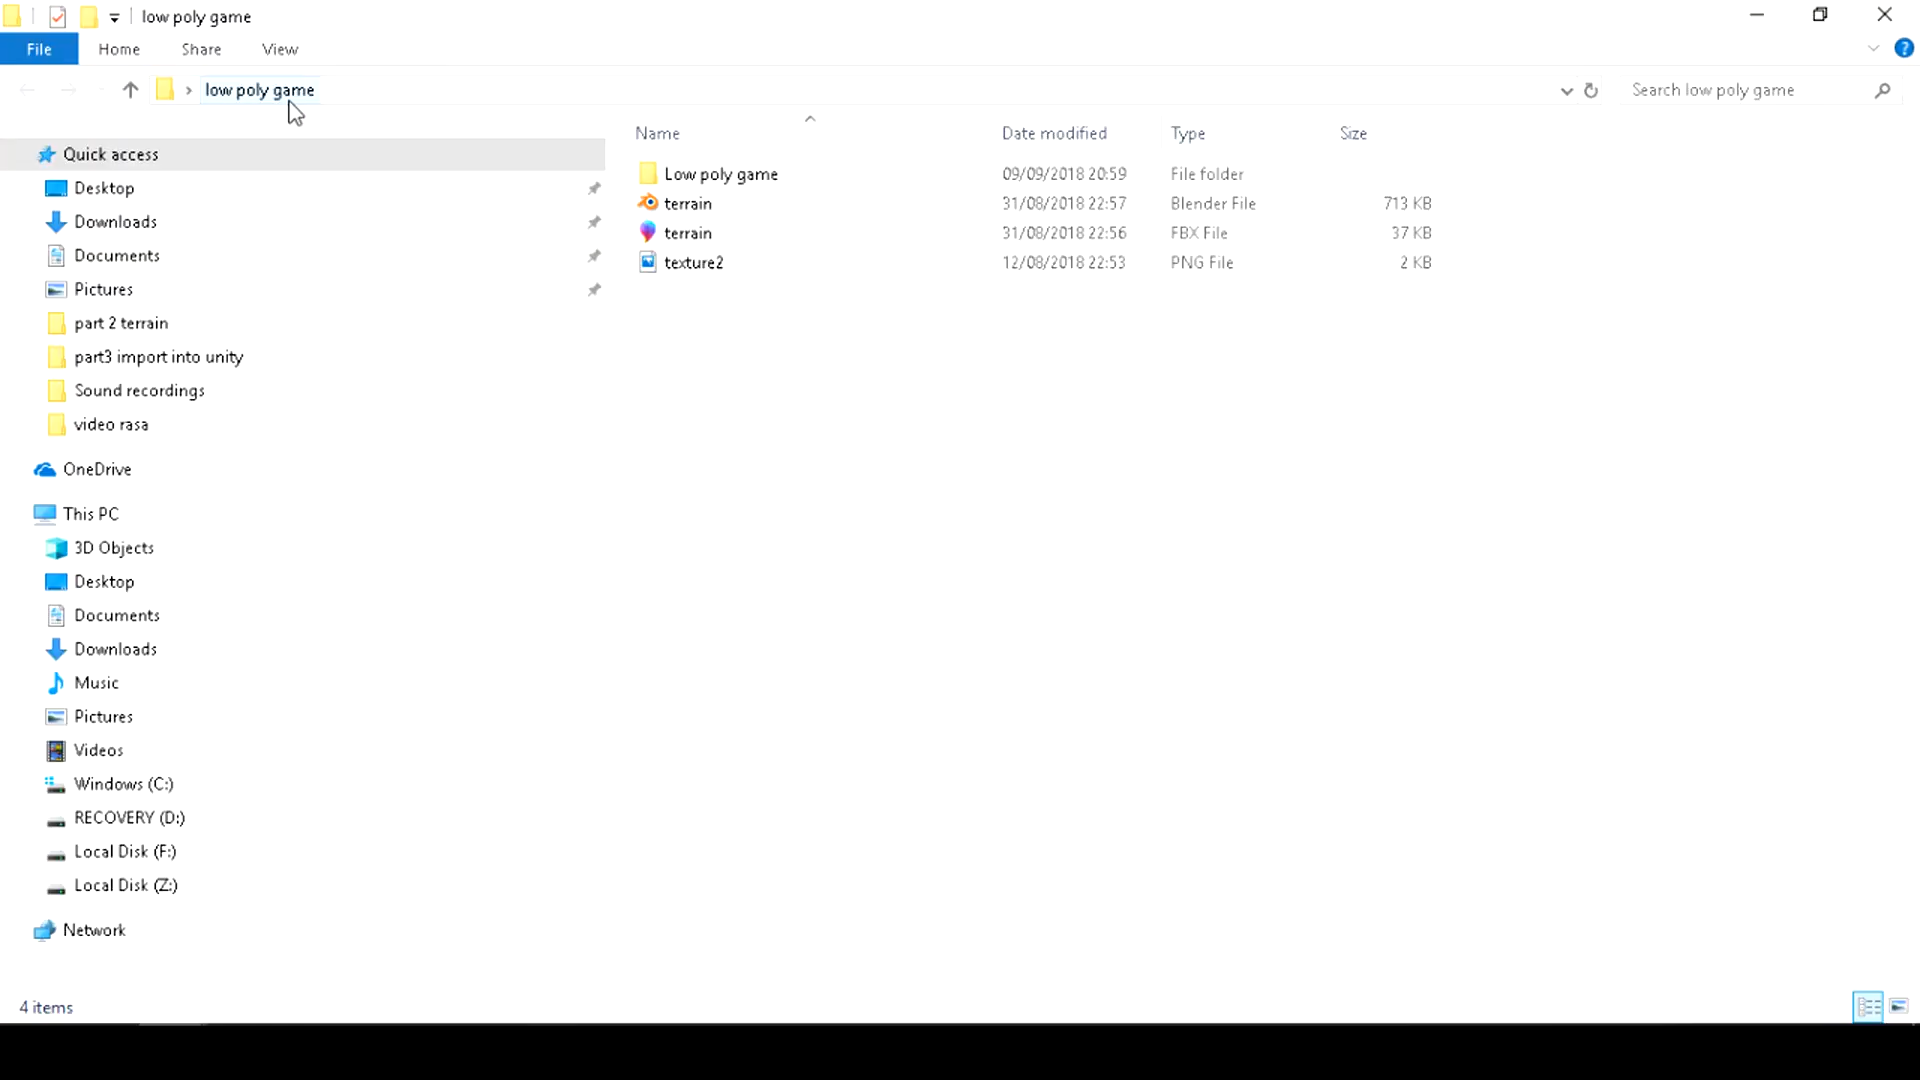 low poly game
File Home Share View
low poly game
Search low poly game
Name Date modified Type Size
Low poly game 09/09/2018 20:59 File folder
terrain 31/08/2018 22:57 Blender File 713 KB
terrain 31/08/2018 22:56 FBX File 37 KB
texture2 12/08/2018 22:53 PNG File 2 KB
Quick access
Desktop
Downloads
Documents
Pictures
part 2 terrain
part3 import into unity
Sound recordings
video rasa
OneDrive
This PC
3D Objects
Desktop
Documents
Downloads
Music
Pictures
Videos
Windows (C:)
RECOVERY (D:)
Local Disk (F:)
Local Disk (Z:)
Network
4 items